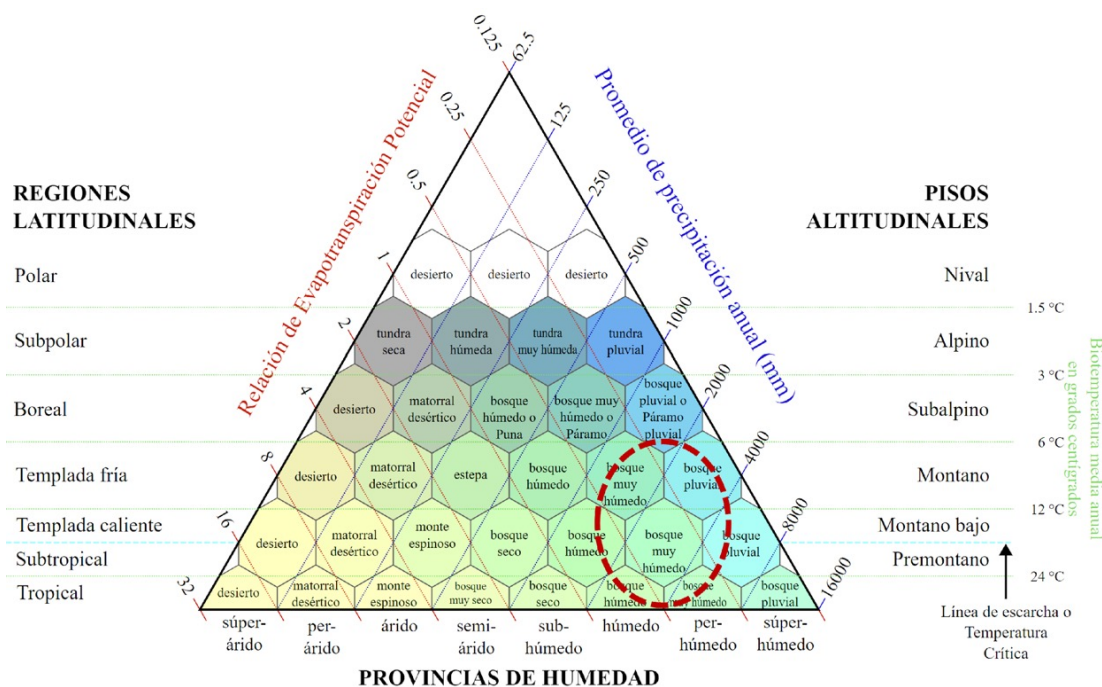 0.125
62.5
0.25
125
0.5
250
1
500
2
1000
4
2000
8
4000
16
8000
32
16000
Relación de Evapotranspiración Potencial
Promedio de precipitación anual (mm)
REGIONES
LATITUDINALES
PISOS
ALTITUDINALES
Polar
desierto
desierto
desierto
Nival
1.5 °C
Subpolar
tundra
seca
tundra
húmeda
tundra
muy húmeda
tundra
pluvial
Alpino
3 °C
Boreal
desierto
matorral
desértico
bosque
húmedo o
Puna
bosque muy
húmedo o
Páramo
bosque
pluvial o
Páramo
pluvial
Subalpino
6 °C
Templada fría
desierto
matorral
desértico
estepa
bosque
húmedo
bosque
muy
húmedo
bosque
pluvial
Montano
12 °C
Templada caliente
Subtropical
desierto
matorral
desértico
monte
espinoso
bosque
seco
bosque
húmedo
bosque
muy
húmedo
bosque
pluvial
Montano bajo
Premontano
24 °C
Tropical
desierto
matorral
desértico
monte
espinoso
bosque
muy seco
bosque
seco
bosque
húmedo
bosque
muy húmedo
bosque
pluvial
Biotemperatura media anual
en grados centigrados
Línea de escarcha o
Temperatura
Crítica
súper-
árido
per-
árido
árido
semi-
árido
sub-
húmedo
húmedo
per-
húmedo
súper-
húmedo
PROVINCIAS DE HUMEDAD